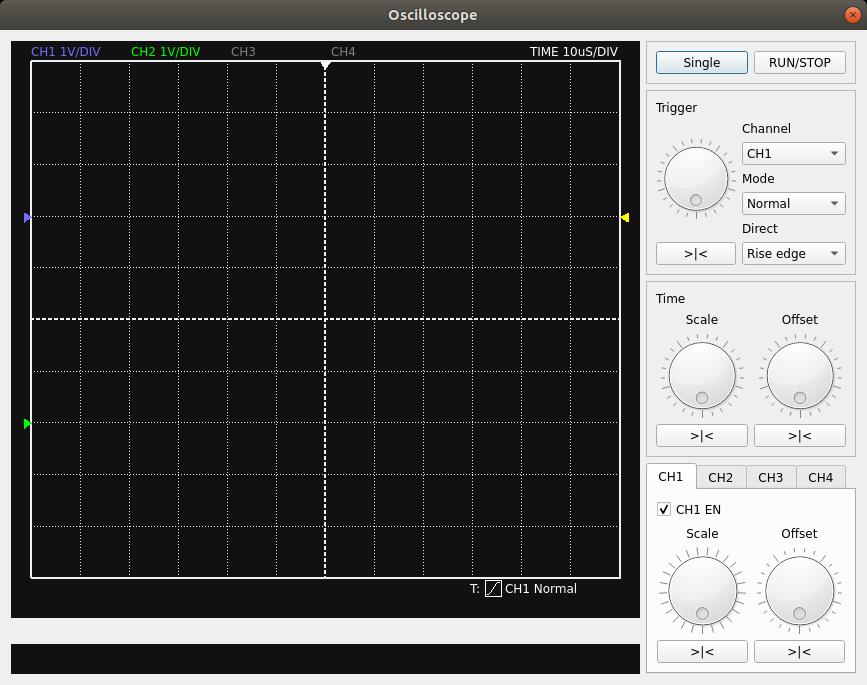 Oscilloscope
CH1 1V/DIV CH2 1V/DIV CH3 CH4 TIME 10uS/DIV
Single RUN/STOP
Trigger
Channel
CH1
Mode
Normal
Direct
>|< Rise edge
Time
Scale Offset
>|< >|<
CH1 CH2 CH3 CH4
CH1 EN
Scale Offset
>|< >|<
T: CH1 Normal